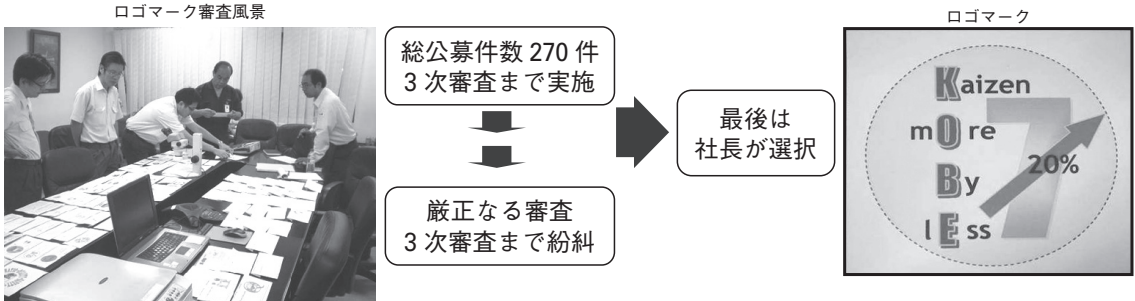 ロゴマーク審査風景
総公募件数 270 件
3 次審査まで実施
厳正なる審査
3 次審査まで紛糾
最後は
社長が選択
ロゴマーク
Kaizen
mOre
By
lEss
7
20%